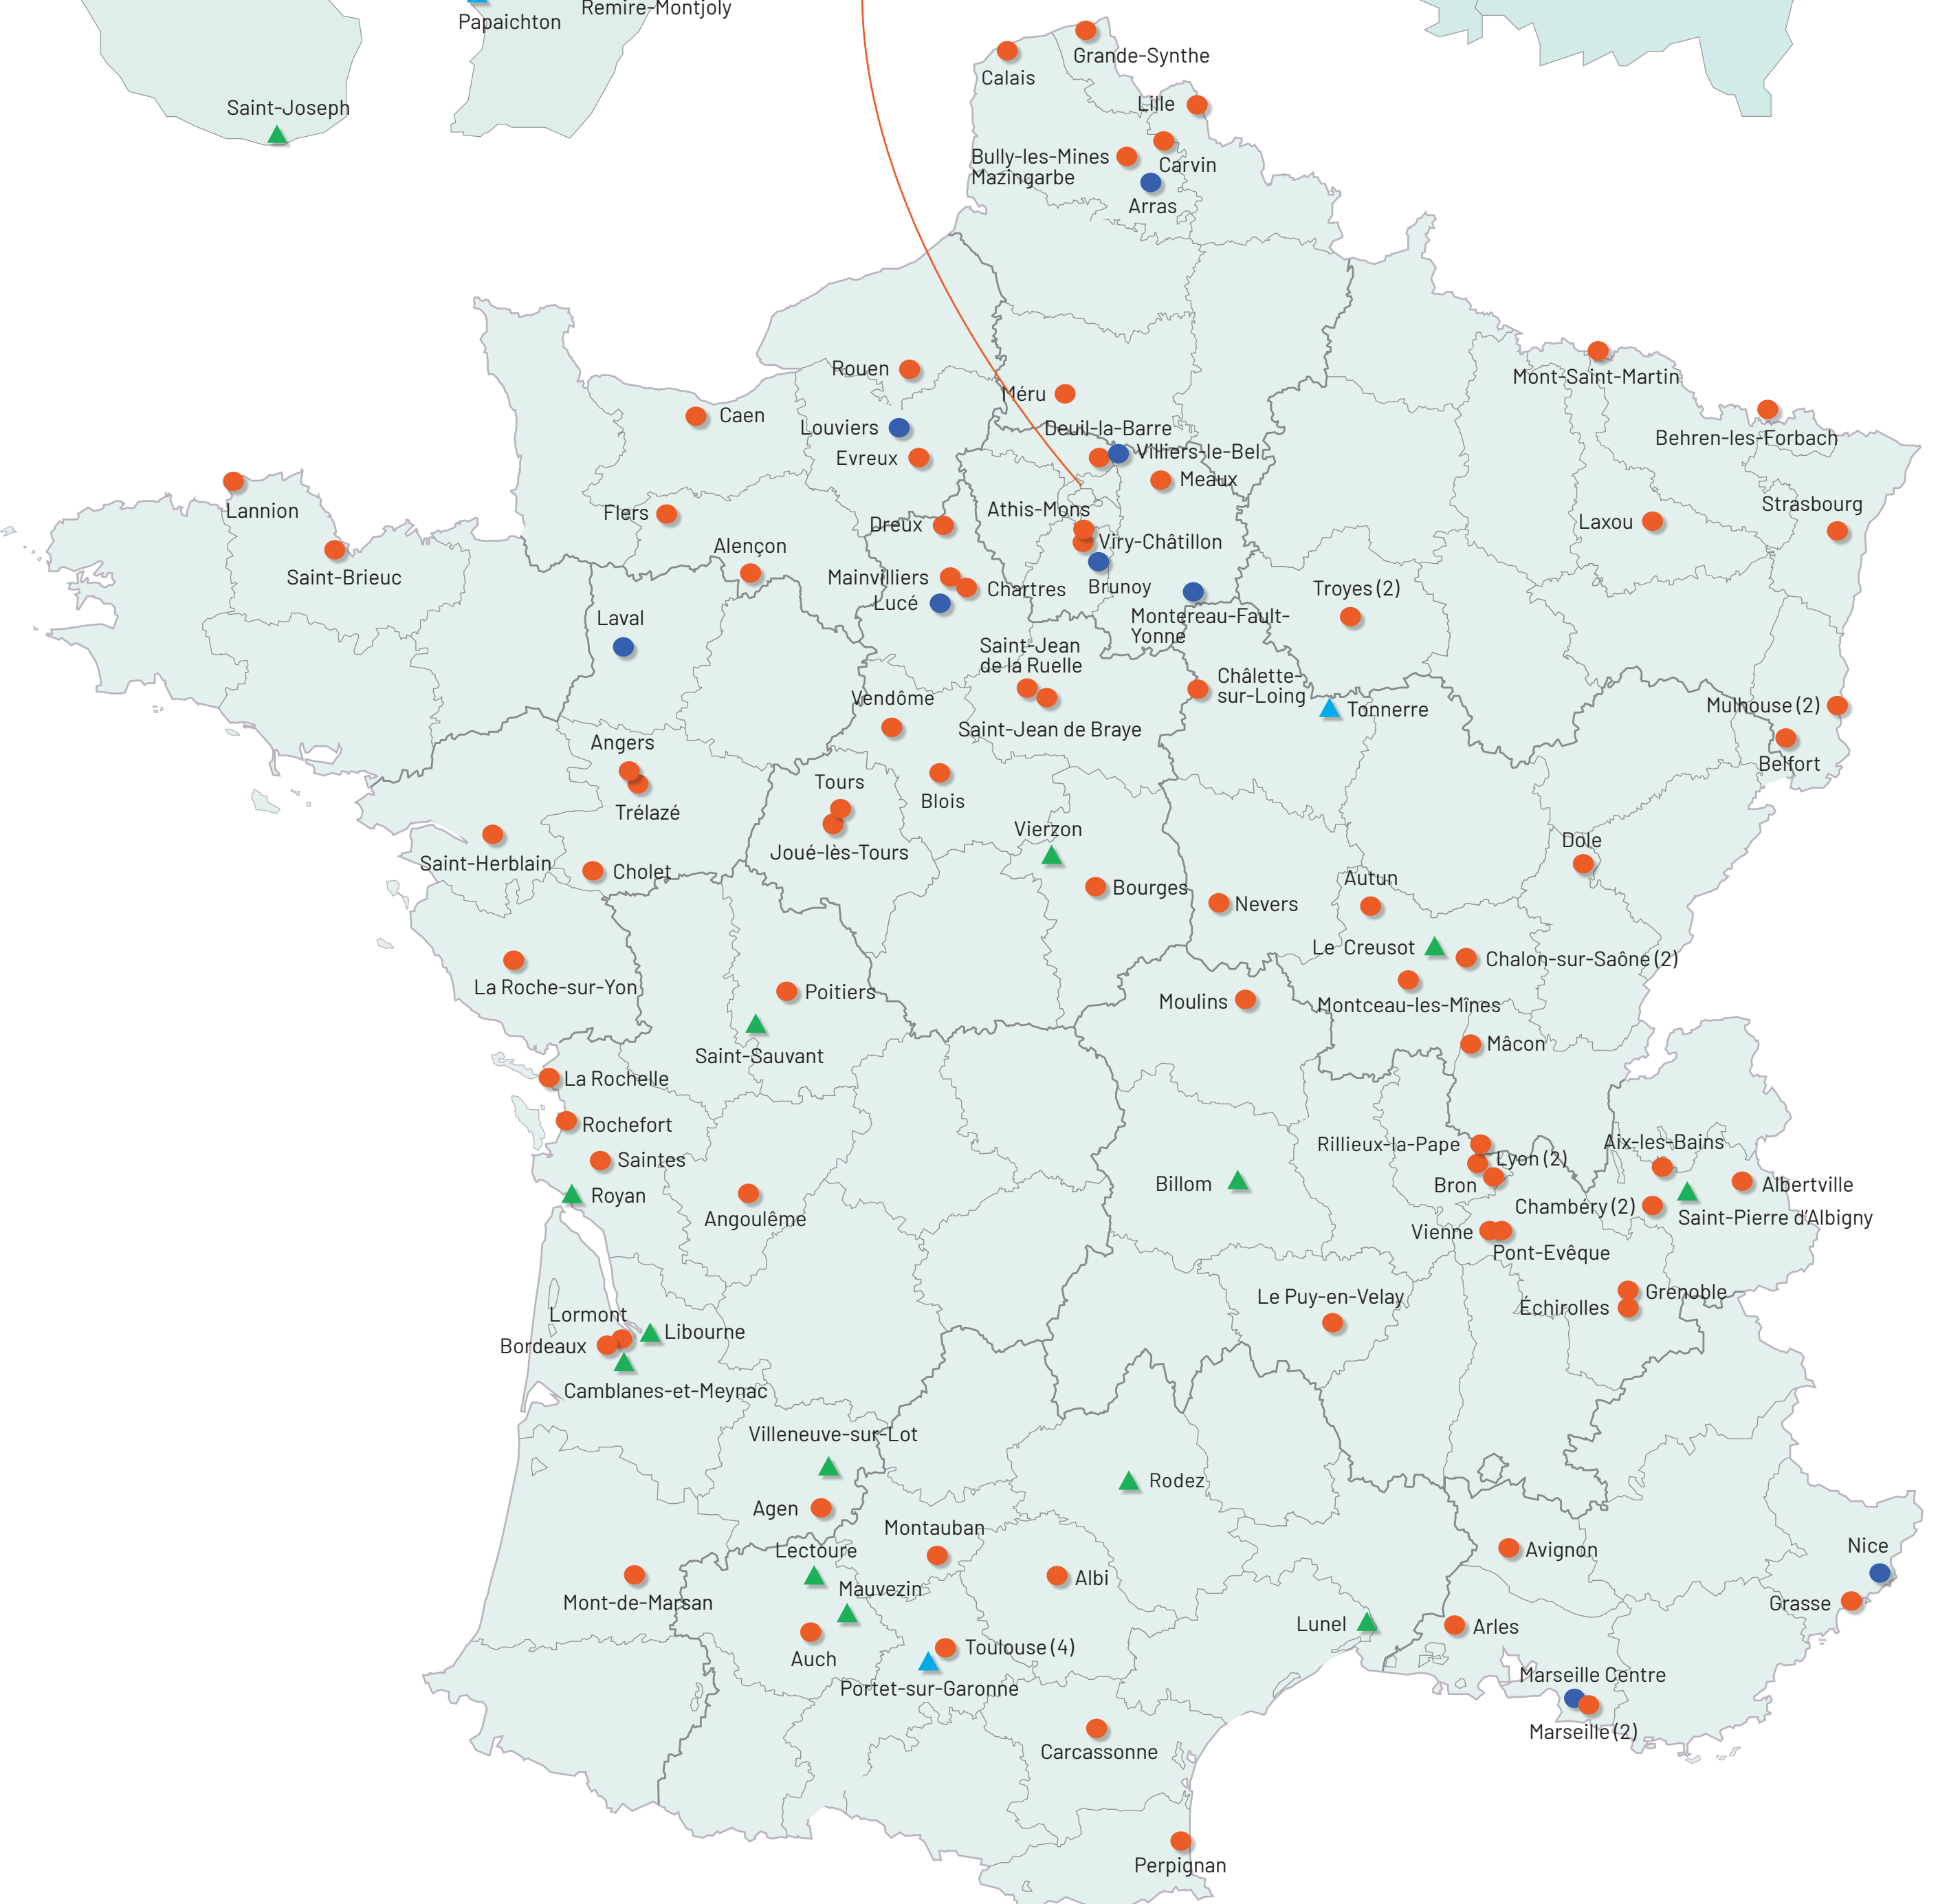 Remire-Montjoly
Papaichton
Saint-Joseph
Grande-Synthe
Calais
Lille
Bully-les-Mines
Mazingarbe
Carvin
Arras
Rouen
Méru
Mont-Saint-Martin
Caen
Louviers
Deuil-la-Barre
Behren-les-Forbach
Evreux
Villiers-le-Bel
Meaux
Lannion
Flers
Dreux
Athis-Mons
Strasbourg
Laxou
Viry-Châtillon
Alençon
Saint-Brieuc
Mainvilliers
Chartres
Brunoy
Troyes (2)
Lucé
Laval
Montereau-Fault-
Yonne
Saint-Jean
de la Ruelle
Châlette-
sur-Loing
Vendôme
Tonnerre
Mulhouse (2)
Saint-Jean de Braye
Angers
Belfort
Tours
Blois
Trélazé
Vierzon
Dole
Joué-lès-Tours
Saint-Herblain
Cholet
Bourges
Autun
Nevers
Le Creusot
Chalon-sur-Saône (2)
La Roche-sur-Yon
Poitiers
Moulins
Montceau-les-Mînes
Saint-Sauvant
Mâcon
La Rochelle
Rochefort
Saintes
Rillieux-la-Pape
Aix-les-Bains
Lyon (2)
Royan
Billom
Bron
Albertville
Angoulême
Chambéry (2)
Saint-Pierre d'Albigny
Vienne
Pont-Evêque
Le Puy-en-Velay
Grenoble
Échirolles
Lormont
Libourne
Bordeaux
Camblanes-et-Meynac
Villeneuve-sur-Lot
Rodez
Agen
Montauban
Lectoure
Avignon
Nice
Albi
Mauvezin
Mont-de-Marsan
Grasse
Lunel
Arles
Auch
Toulouse (4)
Marseille Centre
Portet-sur-Garonne
Marseille (2)
Carcassonne
Perpignan